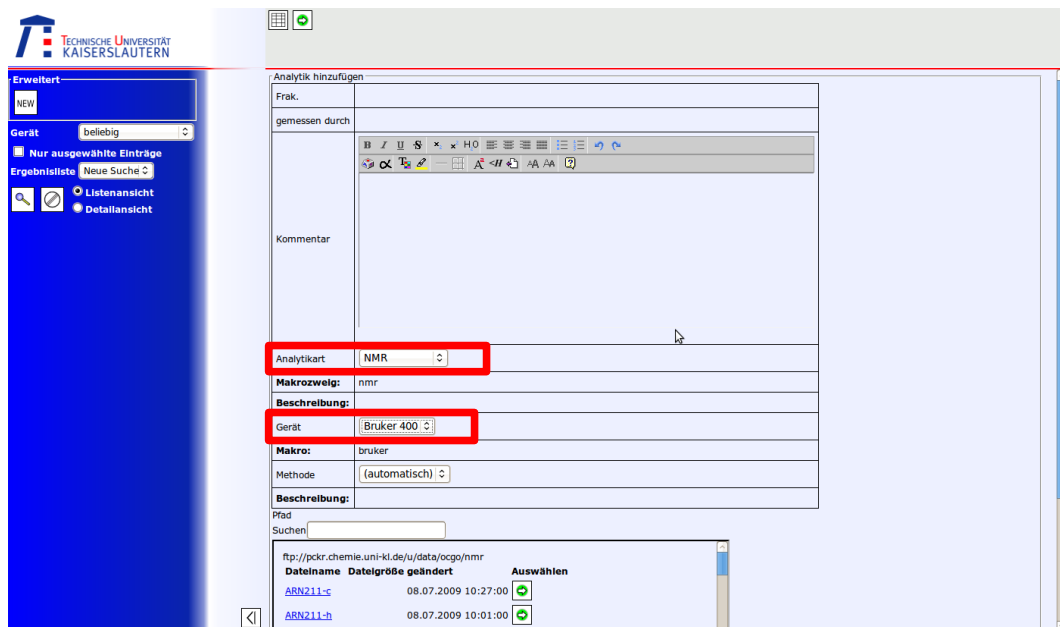 TECHNISCHE UNIVERSITÄT
KAISERSLAUTERN
Erweitert
NEW
Gerät beliebig
Nur ausgewählte Einträge
Ergebnisliste Neue Suche
Listenansicht
Detailansicht
Analytik hinzufügen
Frak.
gemessen durch
B I U S x, x² H₂O
Kommentar
Analytikart NMR
Makrozweig: nmr
Beschreibung:
Gerät Bruker 400
Makro: bruker
Methode (automatisch)
Beschreibung:
Pfad
Suchen
ftp://pckr.chemie.uni-kl.de/u/data/ocgo/nmr
Dateiname Dateigröße geändert Auswählen
ARN211-c 08.07.2009 10:27:00
ARN211-h 08.07.2009 10:01:00